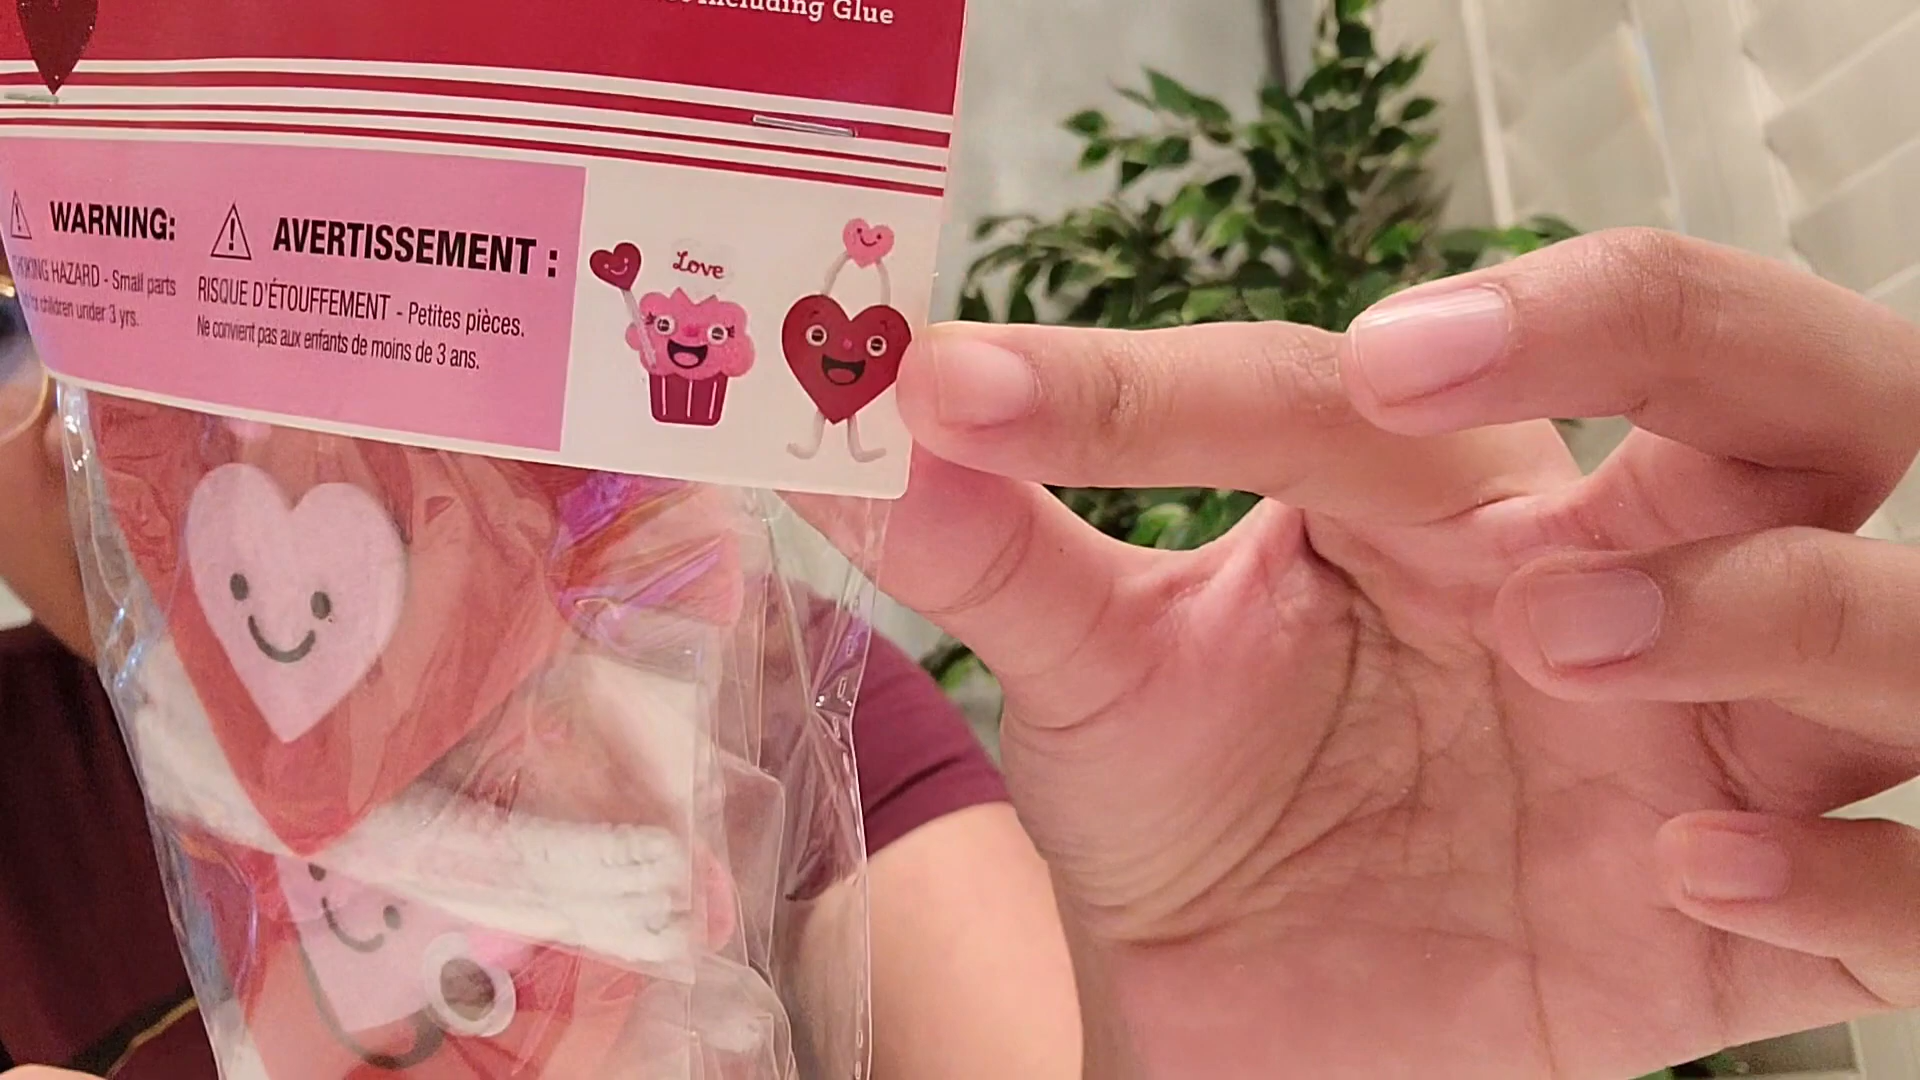 Including Glue
WARNING:
CHOKING HAZARD - Small parts
children under 3 yrs.
AVERTISSEMENT :
RISQUE D'ÉTOUFFEMENT - Petites pièces.
Ne convient pas aux enfants de moins de 3 ans.
Love